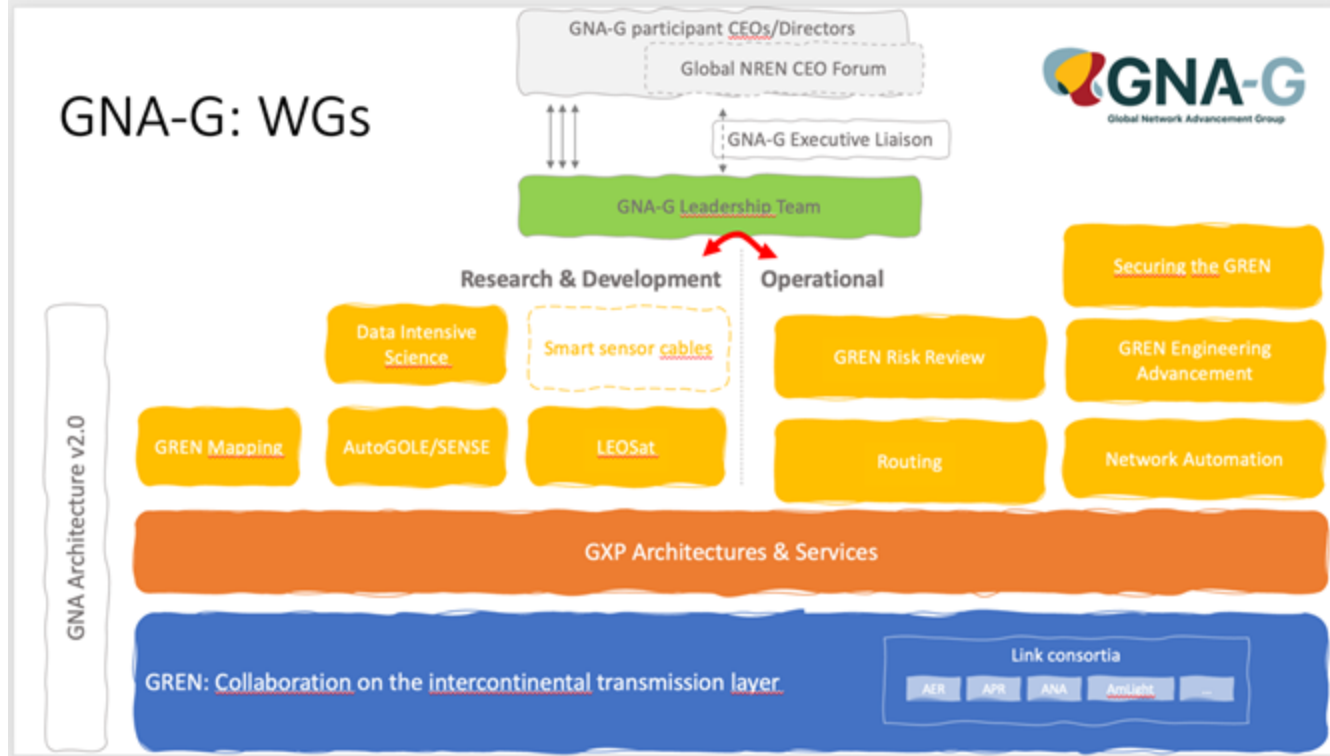 GNA-G participant CEOs/Directors
Global NREN CEO Forum
GNA-G: WGs
GNA-G
Global Network Advancement Group
GNA-G Executive Liaison
GNA-G Leadership Team
Research & Development
Operational
Securing the GREN
Data Intensive
Science
Smart sensor cables
GREN Risk Review
GREN Engineering
Advancement
GREN Mapping
AutoGOLE/SENSE
LEOSat
Routing
Network Automation
GNA Architecture v2.0
GXP Architectures & Services
GREN: Collaboration on the intercontinental transmission layer
Link consortia
AER
APR
ANA
AmLight
...